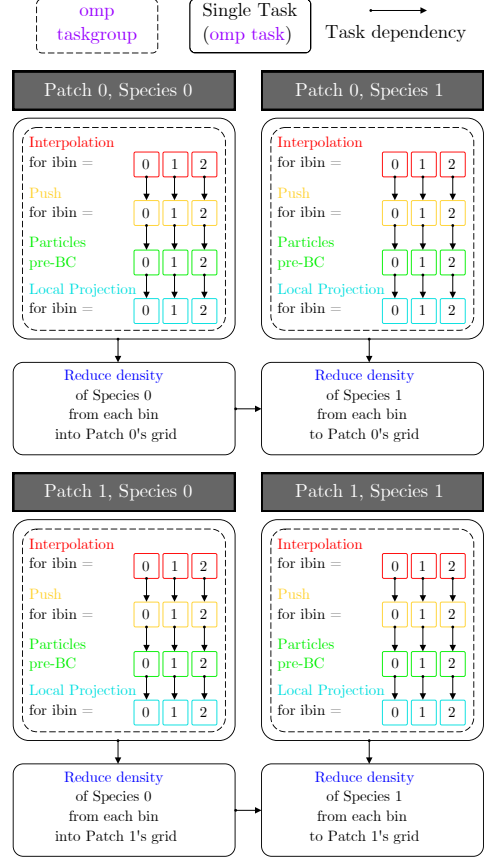 omp
taskgroup
Single Task
(omp task)
Task dependency
Patch 0, Species 0
Interpolation
for ibin = 0 1 2
Push
for ibin = 0 1 2
Particles
pre-BC 0 1 2
Local Projection
for ibin = 0 1 2
Reduce density
of Species 0
from each bin
into Patch 0's grid
Patch 0, Species 1
Interpolation
for ibin = 0 1 2
Push
for ibin = 0 1 2
Particles
pre-BC 0 1 2
Local Projection
for ibin = 0 1 2
Reduce density
of Species 1
from each bin
to Patch 0's grid
Patch 1, Species 0
Interpolation
for ibin = 0 1 2
Push
for ibin = 0 1 2
Particles
pre-BC 0 1 2
Local Projection
for ibin = 0 1 2
Reduce density
of Species 0
from each bin
into Patch 1's grid
Patch 1, Species 1
Interpolation
for ibin = 0 1 2
Push
for ibin = 0 1 2
Particles
pre-BC 0 1 2
Local Projection
for ibin = 0 1 2
Reduce density
of Species 1
from each bin
to Patch 1's grid